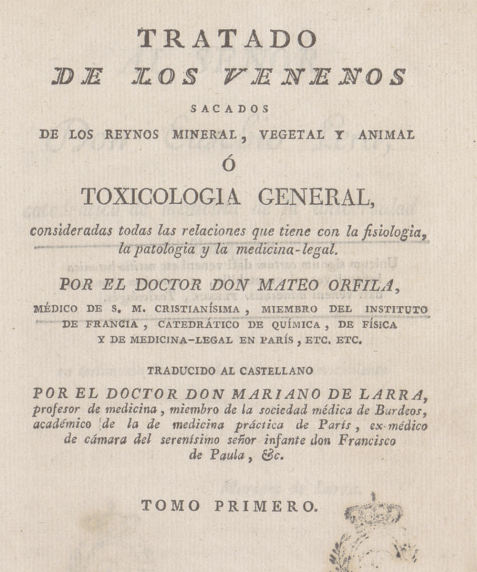 TRATADO
DE LOS VENENOS
SACADOS
DE LOS REYNOS MINERAL, VEGETAL Y ANIMAL
Ó
TOXICOLOGIA GENERAL,
consideradas todas las relaciones que tiene con la fisiologia,
la patologia y la medicina-legal.
POR EL DOCTOR DON MATEO ORFILA,
MÉDICO DE S. M. CRISTIANÍSIMA, MIEMBRO DEL INSTITUTO
DE FRANCIA, CATEDRÁTICO DE QUÍMICA, DE FÍSICA
Y DE MEDICINA-LEGAL EN PARÍS, ETC. ETC.
TRADUCIDO AL CASTELLANO
POR EL DOCTOR DON MARIANO DE LARRA,
profesor de medicina, miembro de la sociedad médica de Burdeos,
académico de la de medicina práctica de París, ex-médico
de cámara del serenísimo señor infante don Francisco
de Paula, &c.
TOMO PRIMERO.